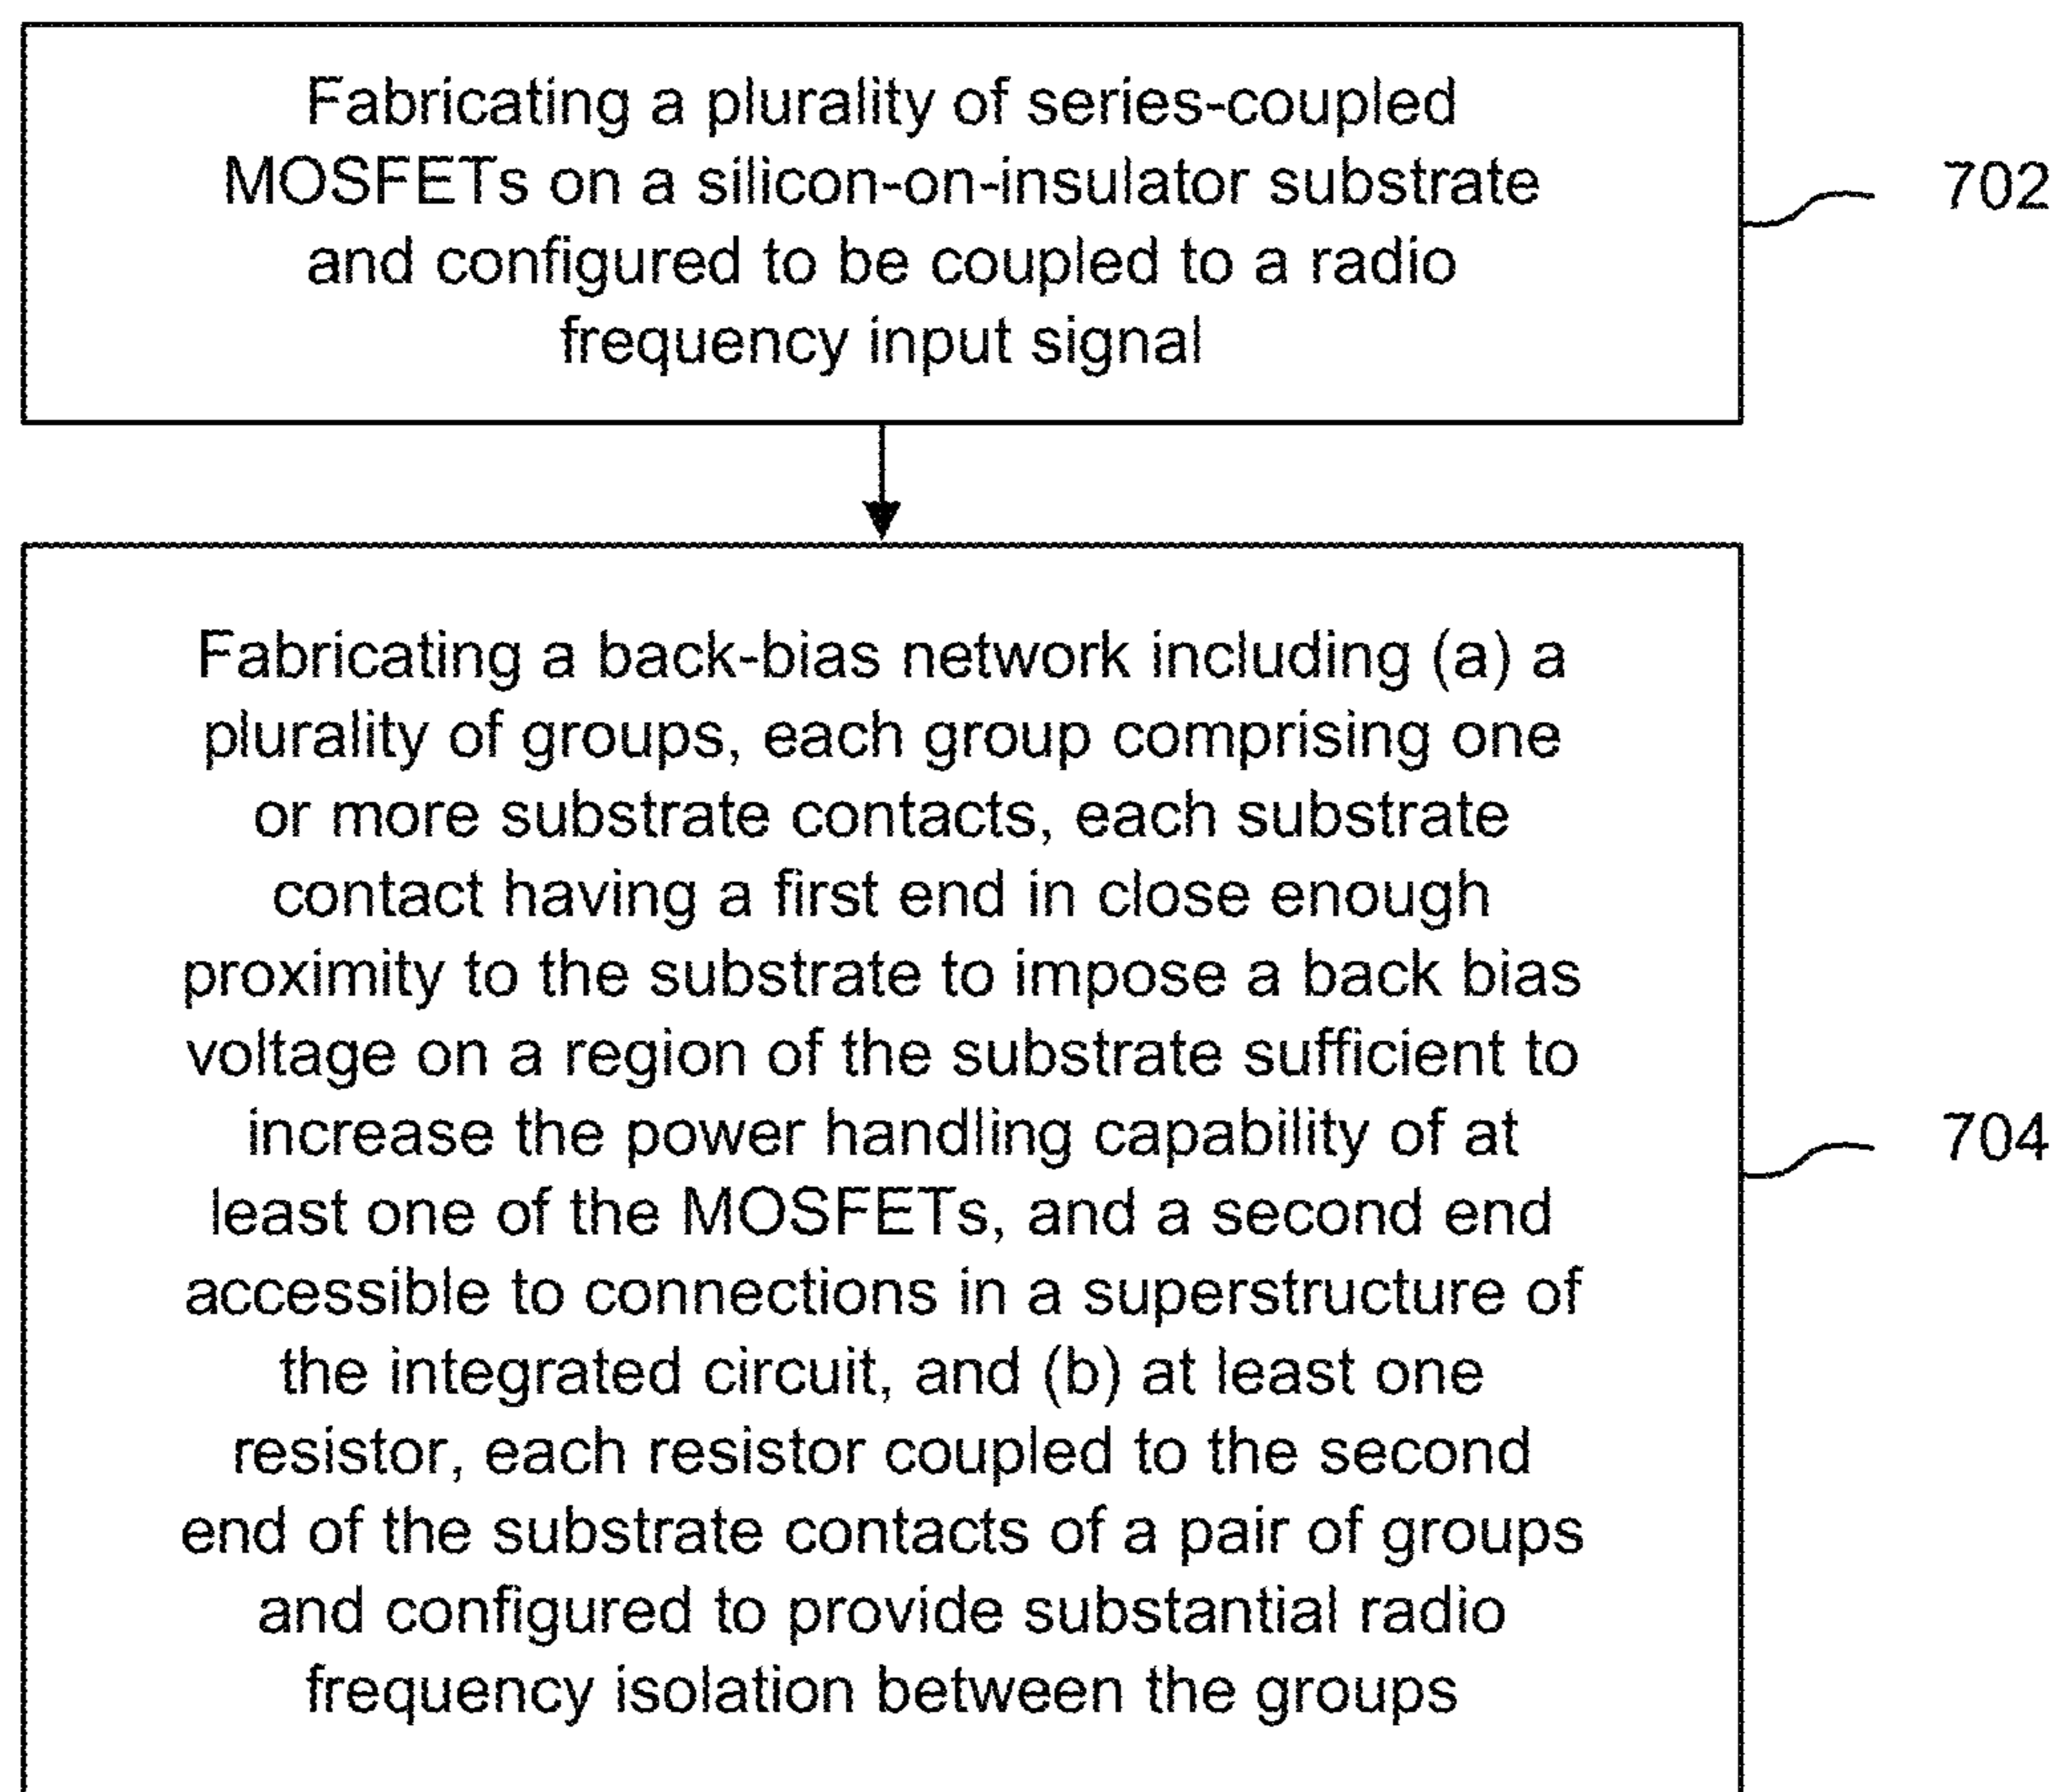 Fabricating a plurality of series-coupled
MOSFETs on a silicon-on-insulator substrate
and configured to be coupled to a radio
frequency input signal
702
Fabricating a back-bias network including (a) a
plurality of groups, each group comprising one
or more substrate contacts, each substrate
contact having a first end in close enough
proximity to the substrate to impose a back bias
voltage on a region of the substrate sufficient to
increase the power handling capability of at
least one of the MOSFETs, and a second end
accessible to connections in a superstructure of
the integrated circuit, and (b) at least one
resistor, each resistor coupled to the second
end of the substrate contacts of a pair of groups
and configured to provide substantial radio
frequency isolation between the groups
704